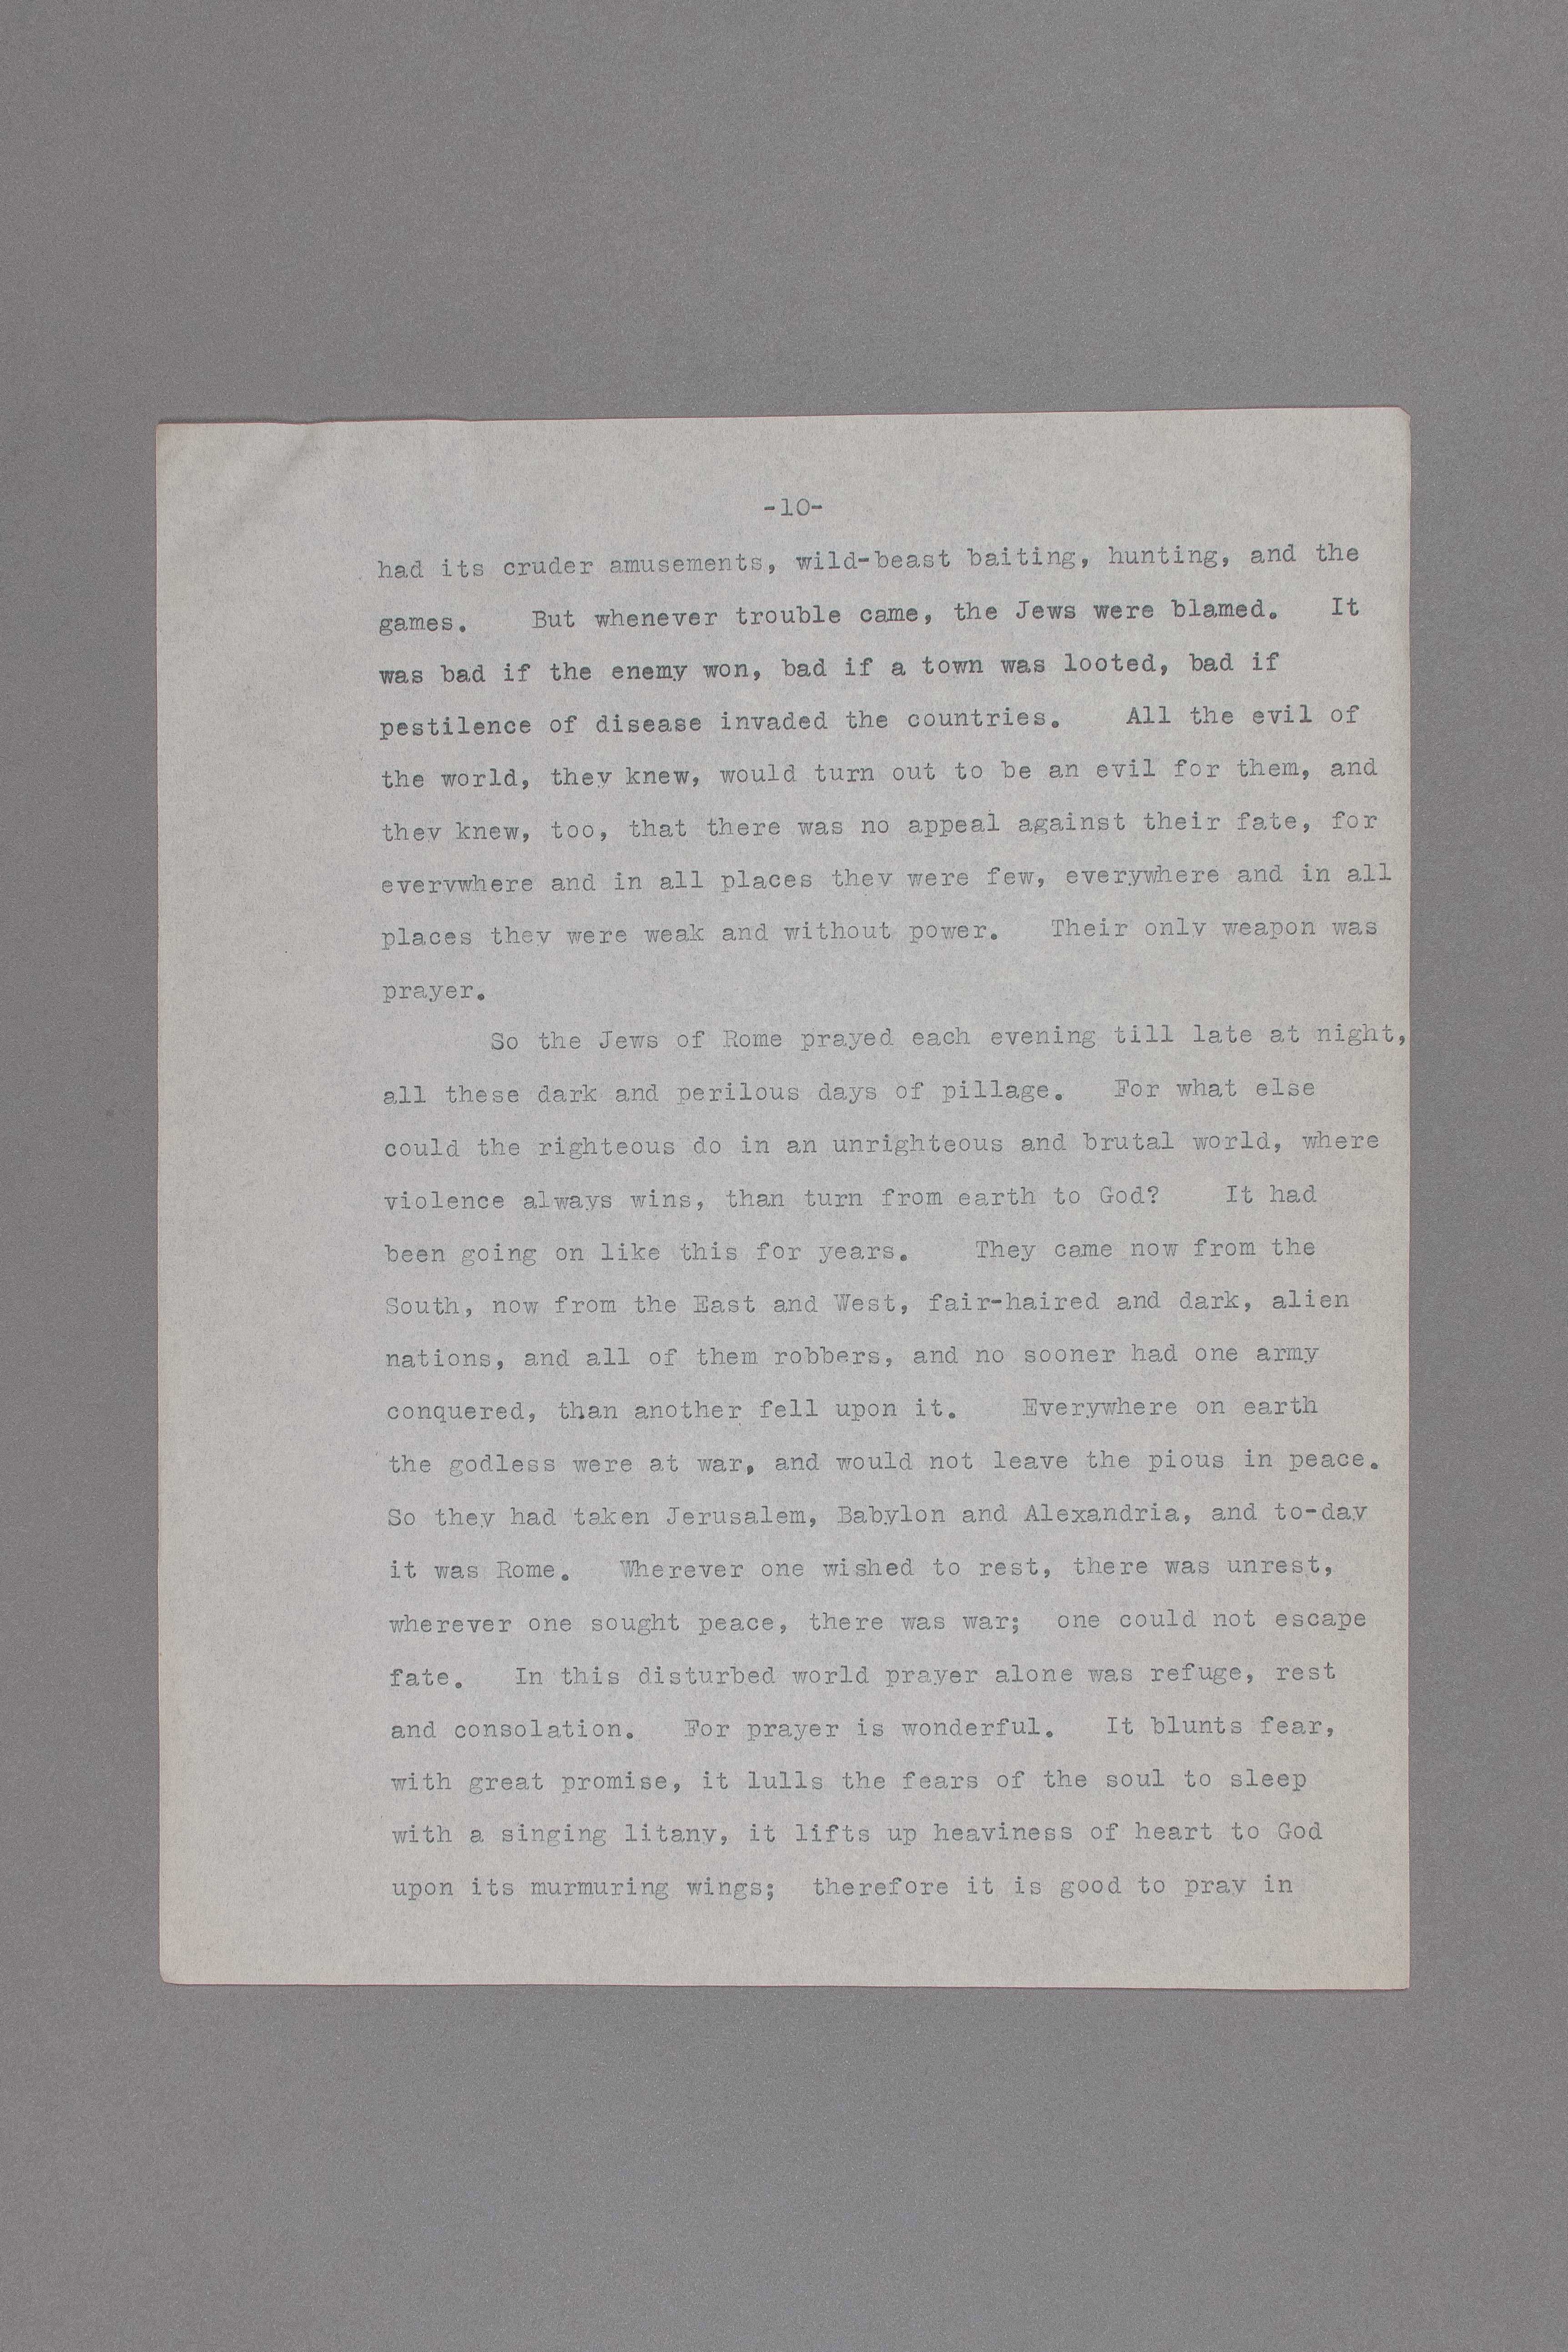 -10-
had its cruder amusements, wild-beast baiting, hunting, and the
games. But whenever trouble came, the Jews were blamed. It
was bad if the enemy won, bad if a town was looted, bad if
pestilence of disease invaded the countries. All the evil of
the world, they knew, would turn out to be an evil for them, and
they knew, too, that there was no appeal against their fate, for
everywhere and in all places they were few, everywhere and in all
places they were weak and without power. Their only weapon was
prayer.
So the Jews of Rome prayed each evening till late at night,
all these dark and perilous days of pillage. For what else
could the righteous do in an unrighteous and brutal world, where
violence always wins, than turn from earth to God? It had
been going on like this for years. They came now from the
South, now from the East and West, fair-haired and dark, alien
nations, and all of them robbers, and no sooner had one army
conquered, than another fell upon it. Everywhere on earth
the godless were at war, and would not leave the pious in peace.
So they had taken Jerusalem, Babylon and Alexandria, and to-day
it was Rome. Wherever one wished to rest, there was unrest,
wherever one sought peace, there was war; one could not escape
fate. In this disturbed world prayer alone was refuge, rest
and consolation. For prayer is wonderful. It blunts fear,
with great promise, it lulls the fears of the soul to sleep
with a singing litany, it lifts up heaviness of heart to God
upon its murmuring wings; therefore it is good to pray in